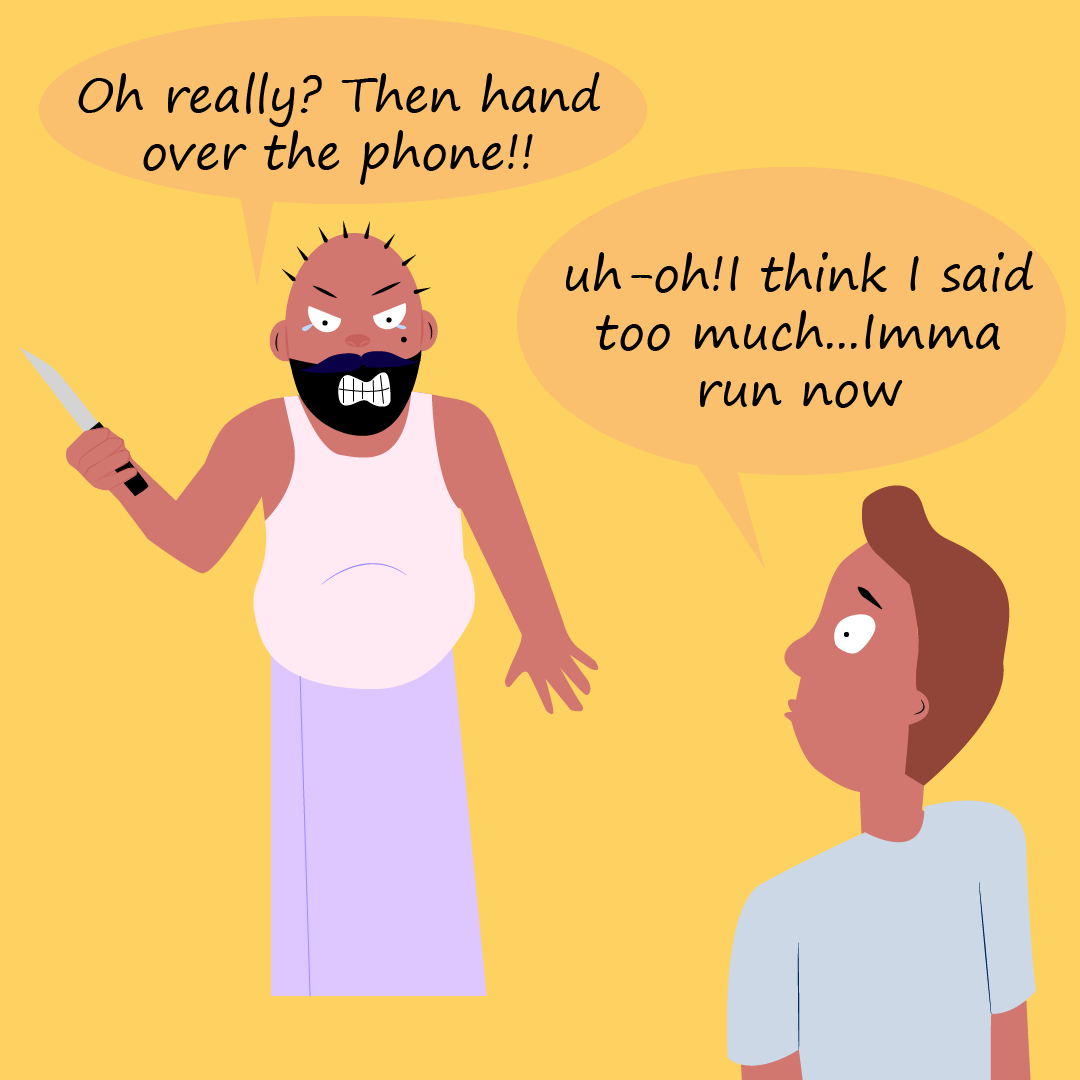 Oh really? Then hand
over the phone!!
uh-oh!I think I said
too much...Imma
run now